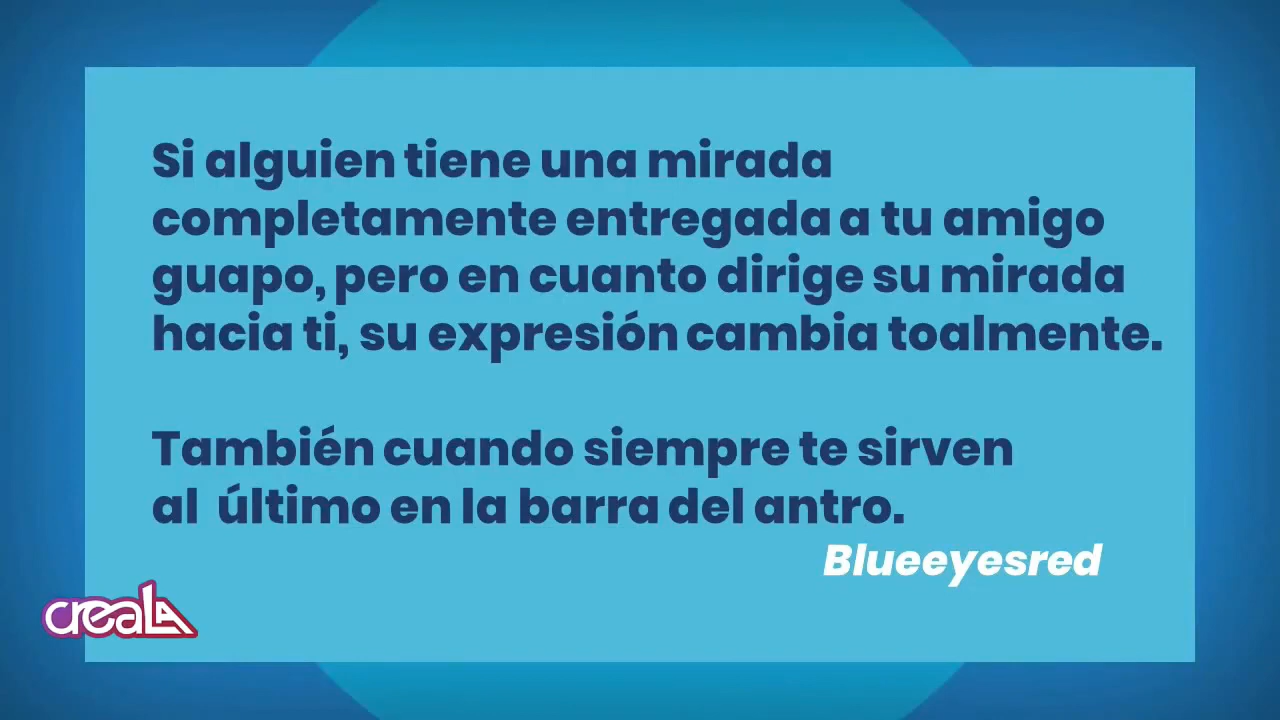 Si alguien tiene una mirada
completamente entregada a tu amigo
guapo, pero en cuanto dirige su mirada
hacia ti, su expresión cambia toalmente.
También cuando siempre te sirven
al último en la barra del antro.
Blueeyesred
creaLA